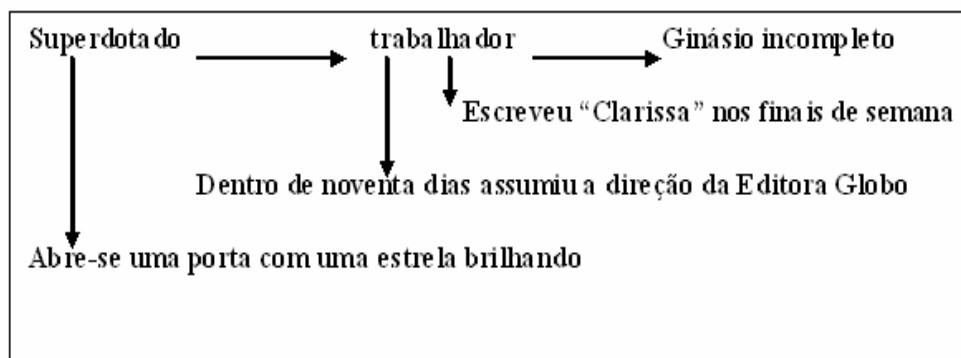 Superdotado trabalhador Ginásio incompleto
Escreveu “Clarissa” nos finais de semana
Dentro de noventa dias assumiu a direção da Editora Globo
Abre-se uma porta com uma estrela brilhando